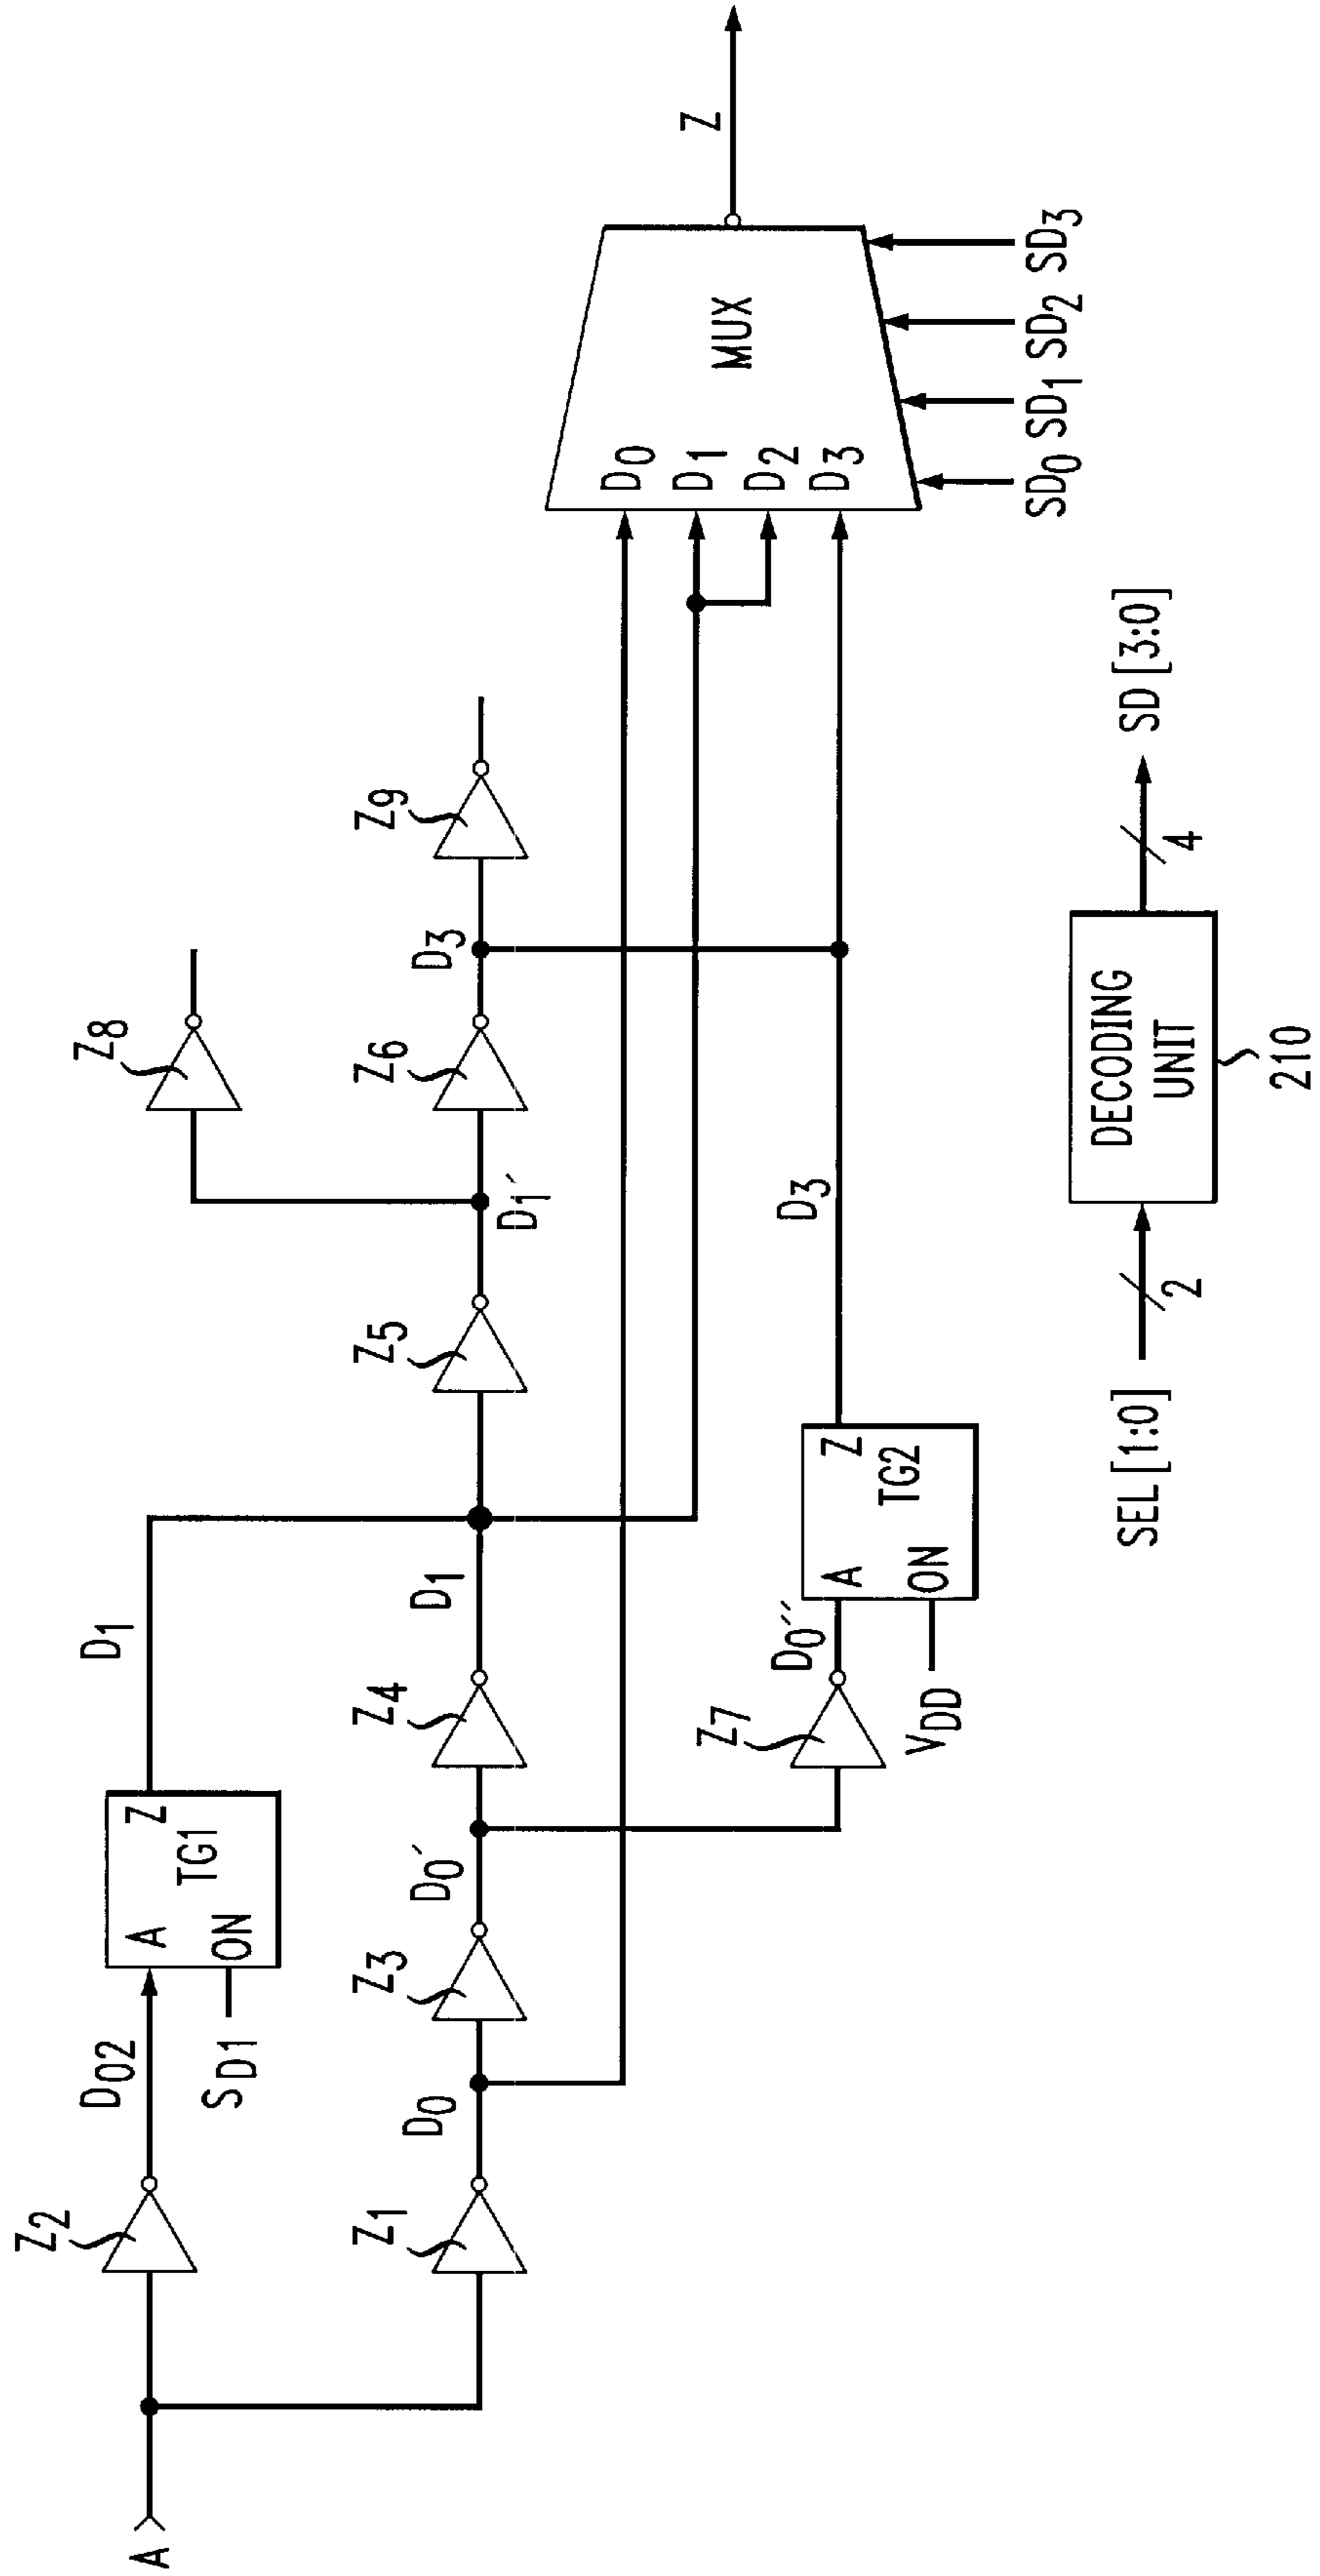 A
Z2
D02
A
Z
TG1
ON
SD1
D1
Z1
D0
Z3
D0′
Z4
D1
Z5
D1′
Z6
D3
Z8
Z9
Z7
D0′′
A
Z
TG2
ON
VDD
D3
D0
D1
D2
D3
MUX
Z
SD0
SD1
SD2
SD3
SEL [1:0]
2
DECODING
UNIT
210
4
SD [3:0]